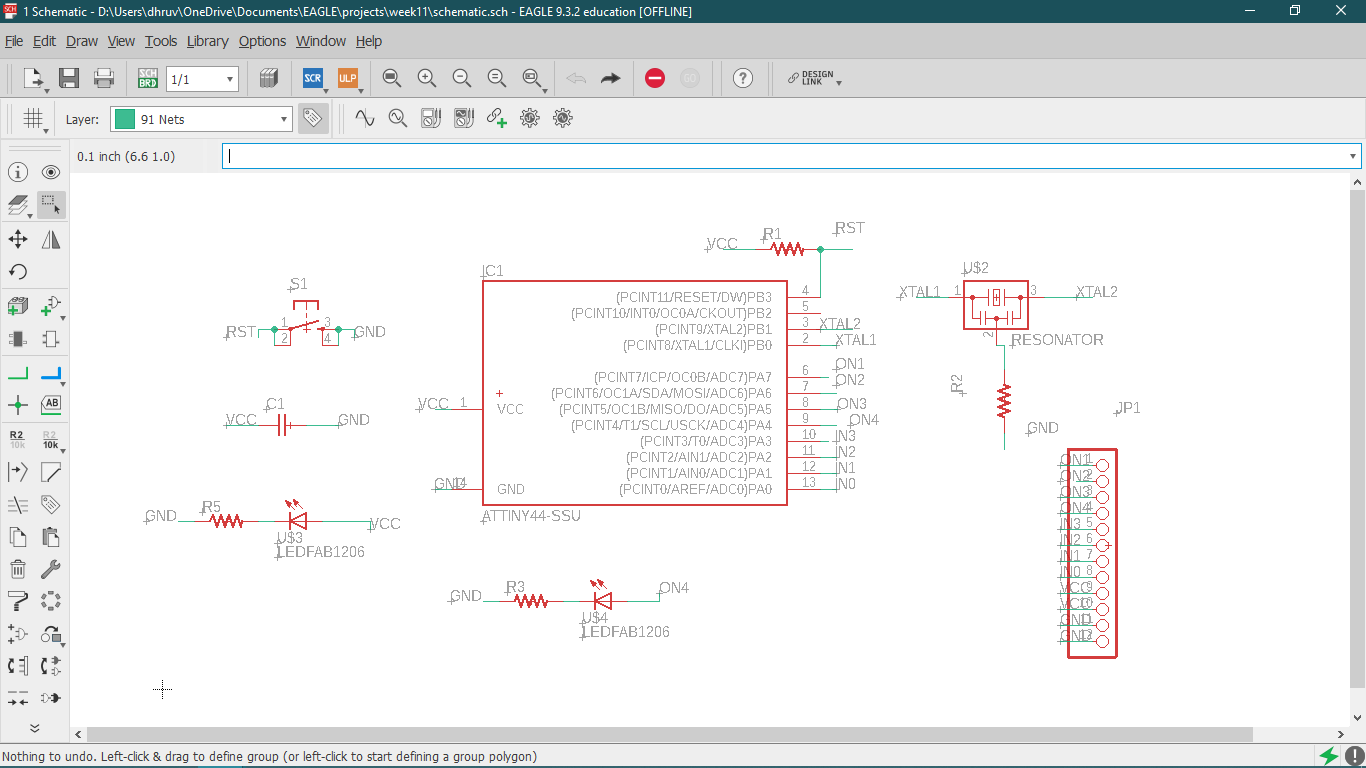 1 Schematic - D:\Users\dhruv\OneDrive\Documents\EAGLE\projects\week11\schematic.sch - EAGLE 9.3.2 education [OFFLINE]
File Edit Draw View Tools Library Options Window Help
SCH BRD 1/1 SCR ULP GO DESIGN LINK
Layer: 91 Nets
0.1 inch (6.6 1.0)
R2 10k R2 10k
AB
S1
RST 1 2 3 4 GND
C1
VCC GND
GND R5 VCC
U$3
LEDFAB1206
IC1
VCC R1 RST
(PCINT11/RESET/DW)PB3 4
(PCINT10/INT0/OC0A/CKOUT)PB2 5
(PCINT9/XTAL2)PB1 3 XTAL2
(PCINT8/XTAL1/CLKI)PB0 2 XTAL1
(PCINT7/ICP/OC0B/ADC7)PA7 6 ON1
(PCINT6/OC1A/SDA/MOSI/ADC6)PA6 7 ON2
VCC 1 VCC (PCINT5/OC1B/MISO/DO/ADC5)PA5 8 ON3
(PCINT4/T1/SCL/USCK/ADC4)PA4 9 ON4
(PCINT3/T0/ADC3)PA3 10 IN3
(PCINT2/AIN1/ADC2)PA2 11 IN2
(PCINT1/AIN0/ADC1)PA1 12 IN1
GND 14 GND (PCINT0/AREF/ADC0)PA0 13 IN0
ATTINY44-SSU
GND R3 ON4
U$4
LEDFAB1206
U$2
XTAL1 1 3 XTAL2
2 RESONATOR
R2
GND
JP1
ON1 1
ON2 2
ON3 3
ON4 4
IN3 5
IN2 6
IN1 7
IN0 8
VCC 9
VCC 10
GND 11
GND 12
Nothing to undo. Left-click & drag to define group (or left-click to start defining a group polygon)